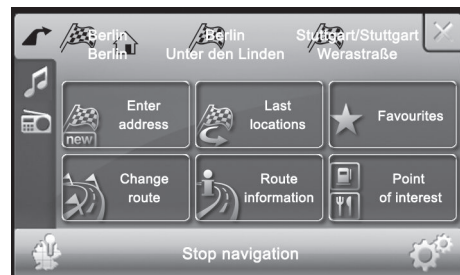 Berlin Berlin Stuttgart/Stuttgart
Berlin Unter den Linden Werastraße
Enter address
Last locations
Favourites
new
Change route
Route information
Point of interest
Stop navigation